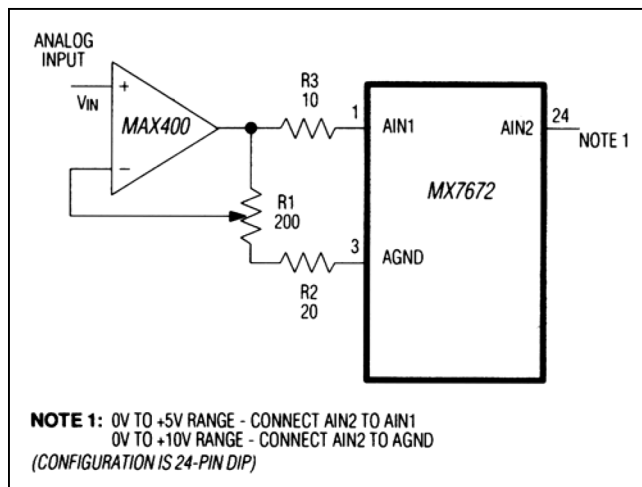 ANALOG
INPUT
VIN
+
MAX400
−
R3
10
1
AIN1
AIN2
24
NOTE 1
MX7672
R1
200
3
AGND
R2
20
NOTE 1: 0V TO +5V RANGE - CONNECT AIN2 TO AIN1
0V TO +10V RANGE - CONNECT AIN2 TO AGND
(CONFIGURATION IS 24-PIN DIP)